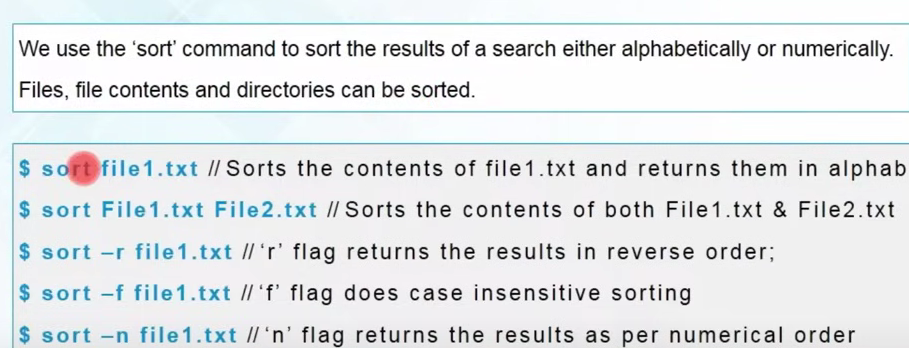 We use the ‘sort’ command to sort the results of a search either alphabetically or numerically.
Files, file contents and directories can be sorted.
$ sort file1.txt // Sorts the contents of file1.txt and returns them in alphab
$ sort File1.txt File2.txt // Sorts the contents of both File1.txt & File2.txt
$ sort –r file1.txt // ‘r’ flag returns the results in reverse order;
$ sort –f file1.txt // ‘f’ flag does case insensitive sorting
$ sort –n file1.txt // ‘n’ flag returns the results as per numerical order